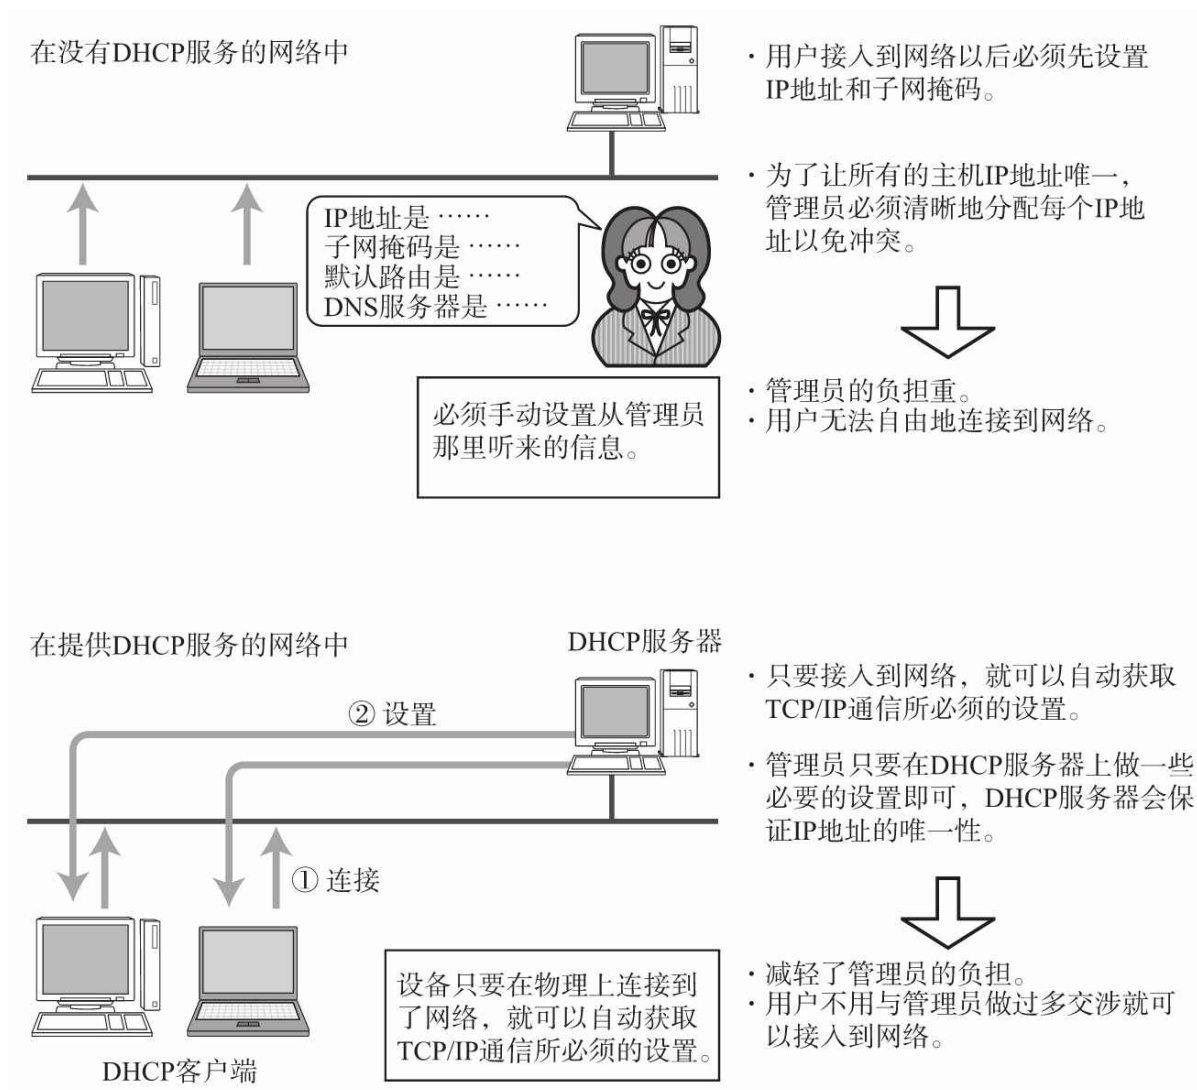 在没有DHCP服务的网络中
·用户接入到网络以后必须先设置
IP地址和子网掩码。
·为了让所有的主机IP地址唯一，
管理员必须清晰地分配每个IP地
址以免冲突。
IP地址是……
子网掩码是……
默认路由是……
DNS服务器是……
必须手动设置从管理员
那里听来的信息。
·管理员的负担重。
·用户无法自由地连接到网络。
在提供DHCP服务的网络中
DHCP服务器
② 设置
① 连接
DHCP客户端
设备只要在物理上连接到
了网络，就可以自动获取
TCP/IP通信所必须的设置。
·只要接入到网络，就可以自动获取
TCP/IP通信所必须的设置。
·管理员只要在DHCP服务器上做一些
必要的设置即可，DHCP服务器会保
证IP地址的唯一性。
·减轻了管理员的负担。
·用户不用与管理员做过多交涉就可
以接入到网络。